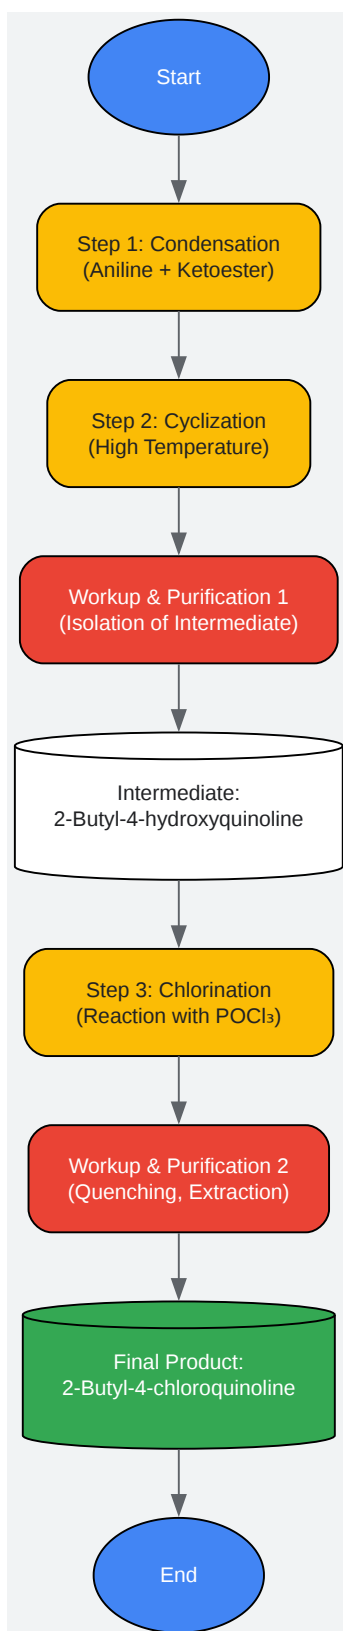 Start
Step 1: Condensation
(Aniline + Ketoester)
Step 2: Cyclization
(High Temperature)
Workup & Purification 1
(Isolation of Intermediate)
Intermediate:
2-Butyl-4-hydroxyquinoline
Step 3: Chlorination
(Reaction with POCl₃)
Workup & Purification 2
(Quenching, Extraction)
Final Product:
2-Butyl-4-chloroquinoline
End